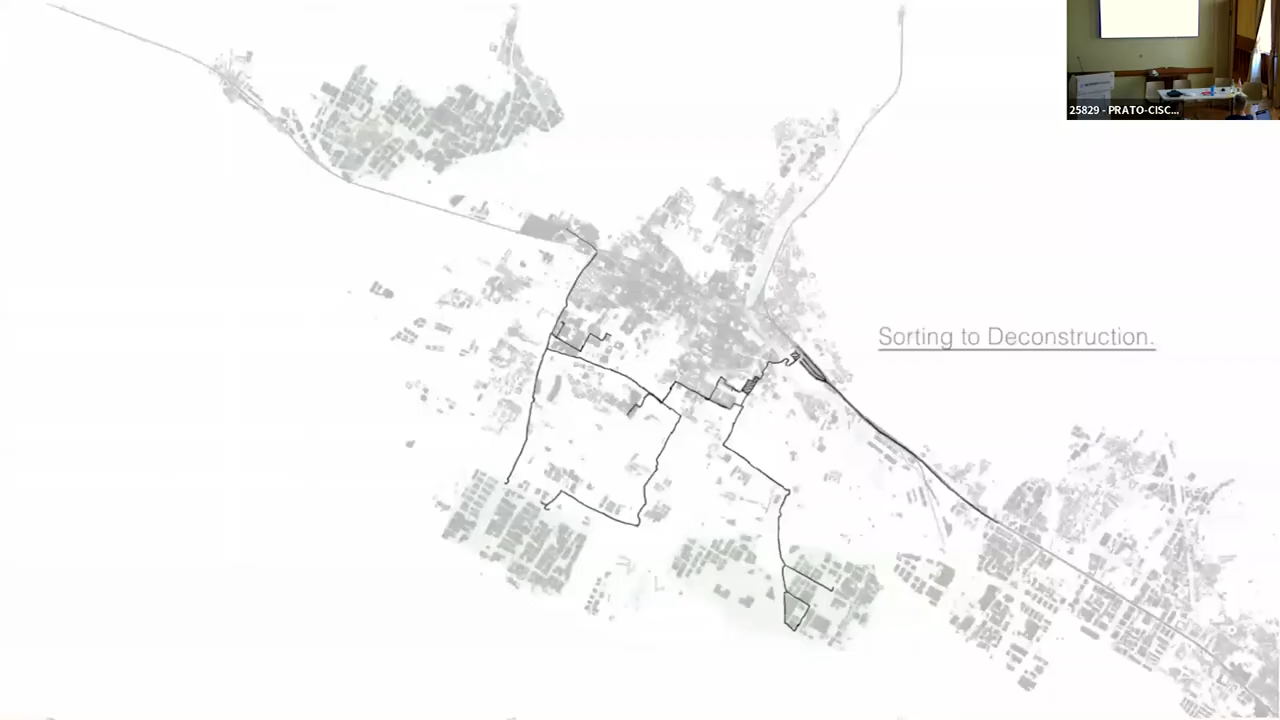 25829 - PRATO-CISC...
Sorting to Deconstruction.